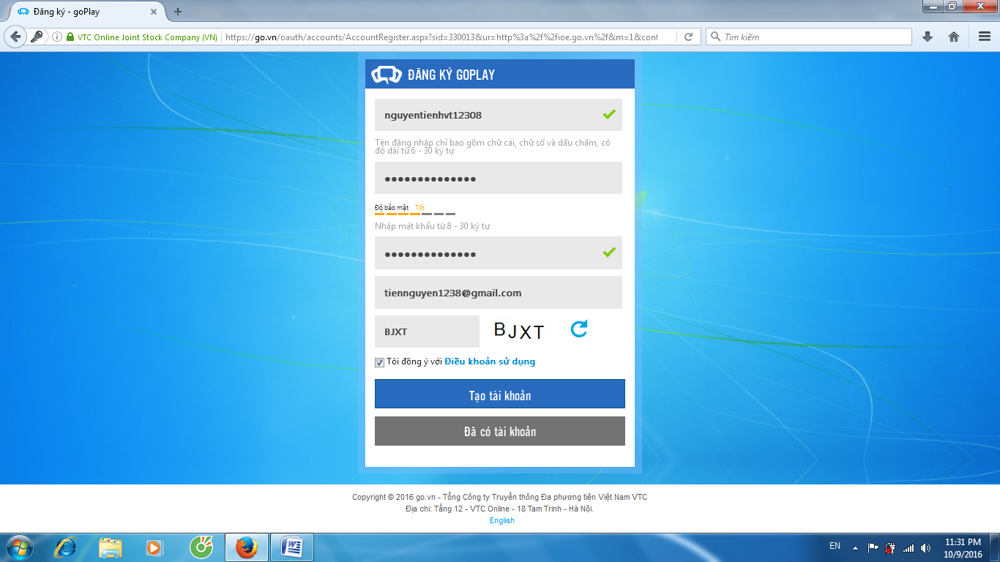 Đăng ký - goPlay
VTC Online Joint Stock Company (VN)
https://go.vn/oauth/accounts/AccountRegister.aspx?sid=330013&ur=http%3a%2f%2fioe.go.vn%2f&m=1&cont
Tìm kiếm
ĐĂNG KÝ GOPLAY
nguyentienhvt12308
Tên đăng nhập chỉ bao gồm chữ cái, chữ số và dấu chấm, có
độ dài từ 6 - 30 ký tự
●●●●●●●●●●●●●●
Độ bảo mật Tốt
Nhập mật khẩu từ 8 - 30 ký tự
●●●●●●●●●●●●●●
tiennguyen1238@gmail.com
BJXT
BJXT
Tôi đồng ý với Điều khoản sử dụng
Tạo tài khoản
Đã có tài khoản
Copyright © 2016 go.vn - Tổng Công ty Truyền thông Đa phương tiện Việt Nam VTC
Địa chỉ: Tầng 12 - VTC Online - 18 Tam Trinh - Hà Nội.
English
EN
11:31 PM
10/9/2016